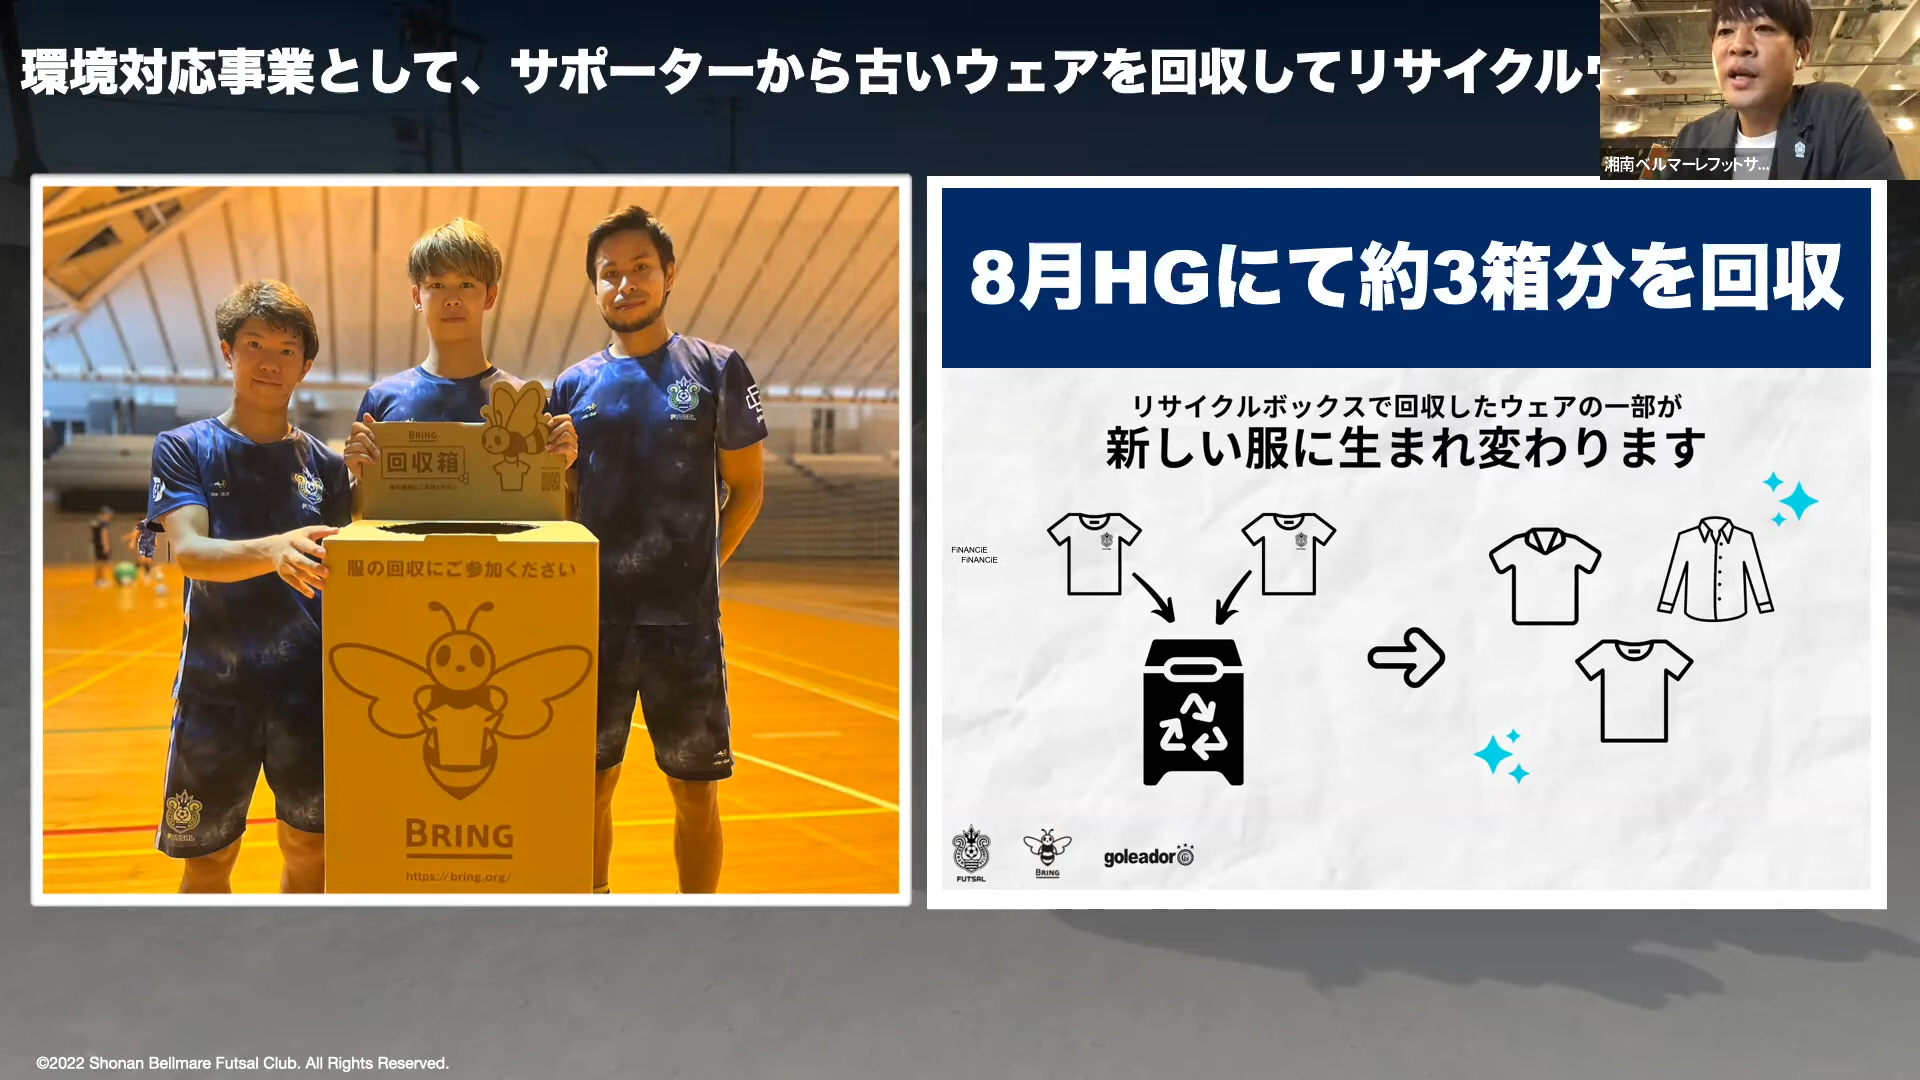 環境対応事業として、サポーターから古いウェアを回収してリサイクル
湘南ベルマーレフットサ...
8月HGにて約3箱分を回収
リサイクルボックスで回収したウェアの一部が
新しい服に生まれ変わります
FiNANCiE
FiNANCiE
BRING
回収箱
服の回収にご参加ください
BRING
https://bring.org/
FUTSAL
FUTSAL
FUTSAL
BRING
goleador
©2022 Shonan Bellmare Futsal Club. All Rights Reserved.